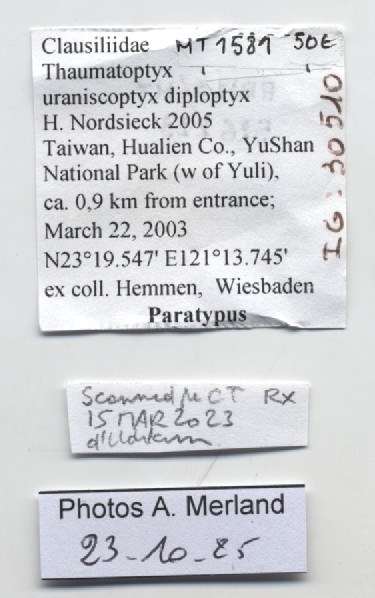 Clausiliidae MT 1581 50E
Thaumatoptyx
uraniscoptyx diploptyx
H. Nordsieck 2005
Taiwan, Hualien Co., YuShan
National Park (w of Yuli),
ca. 0,9 km from entrance;
March 22, 2003
N23°19.547' E121°13.745'
ex coll. Hemmen, Wiesbaden
Paratypus
IG: 30510
Scanned µCT RX
15 MAR 2023
Photos A. Merland
23-10-25